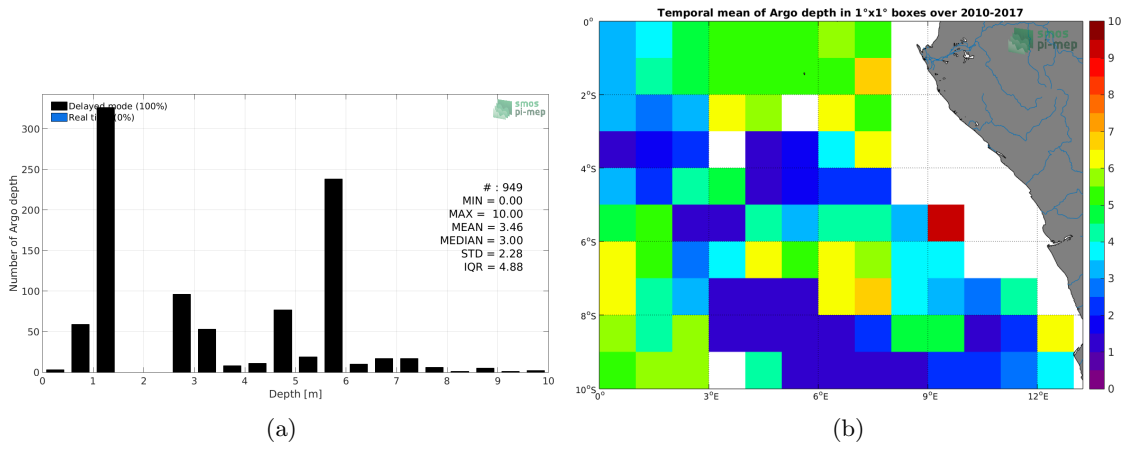 Delayed mode (100%)
Real time (0%)
smos
pi-mep
Number of Argo depth
300
250
200
150
100
50
0
# : 949
MIN = 0.00
MAX = 10.00
MEAN = 3.46
MEDIAN = 3.00
STD = 2.28
IQR = 4.88
0 1 2 3 4 5 6 7 8 9 10
Depth [m]
(a)
Temporal mean of Argo depth in 1°x1° boxes over 2010-2017
smos
pi-mep
0°
2°S
4°S
6°S
8°S
10°S
0° 3°E 6°E 9°E 12°E
10
9
8
7
6
5
4
3
2
1
0
(b)